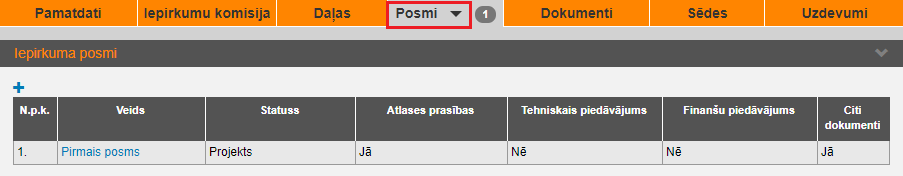 Pamatdati Iepirkumu komisija Daļas Posmi 1 Dokumenti Sēdes Uzdevumi
Iepirkuma posmi
N.p.k. Veids Statuss Atlases prasības Tehniskais piedāvājums Finanšu piedāvājums Citi dokumenti
1. Pirmais posms Projekts Jā Nē Nē Jā